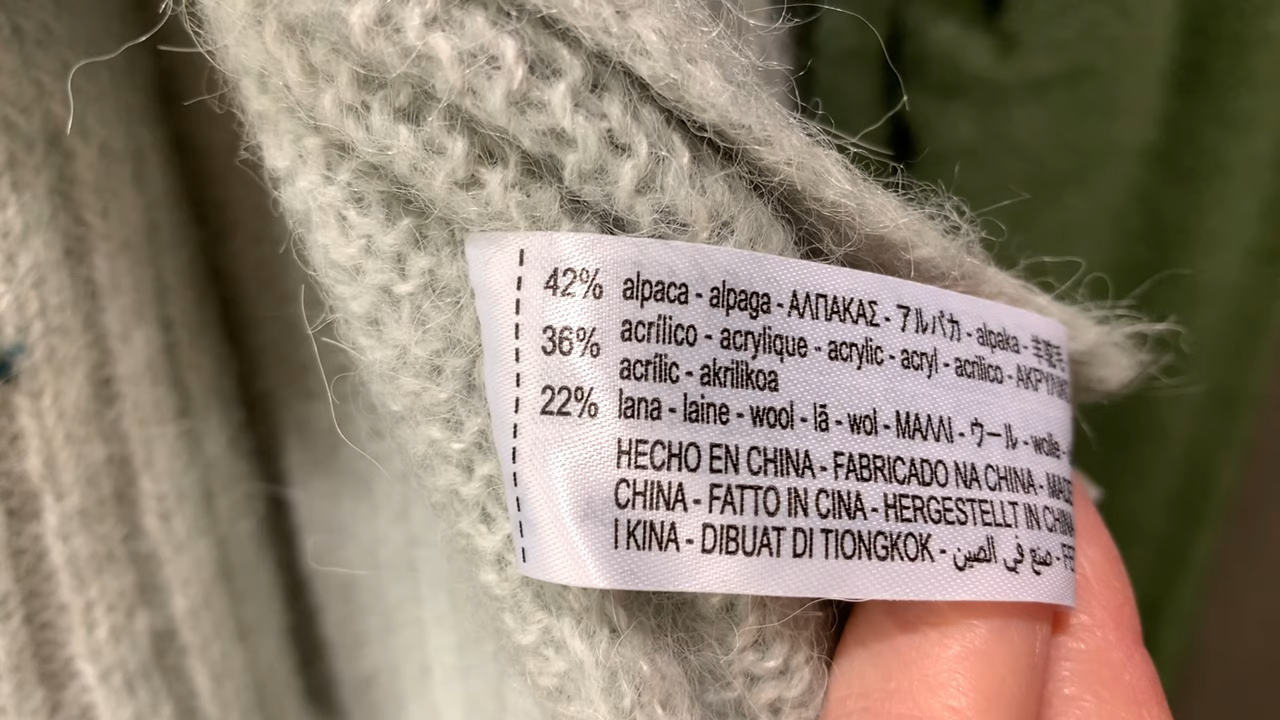 42% alpaca - alpaga - ΑΛΠΑΚΑΣ - アルパカ - alpaka -
36% acrílico - acrylique - acrylic - acryl - acrílico -
acrílic - akrilikoa
22% lana - laine - wool - lã - wol - ΜΑΛΛΙ - ウール - wolle -
HECHO EN CHINA - FABRICADO NA CHINA - MADE
CHINA - FATTO IN CINA - HERGESTELLT IN CHINA
I KINA - DIBUAT DI TIONGKOK - صنع في الصين -